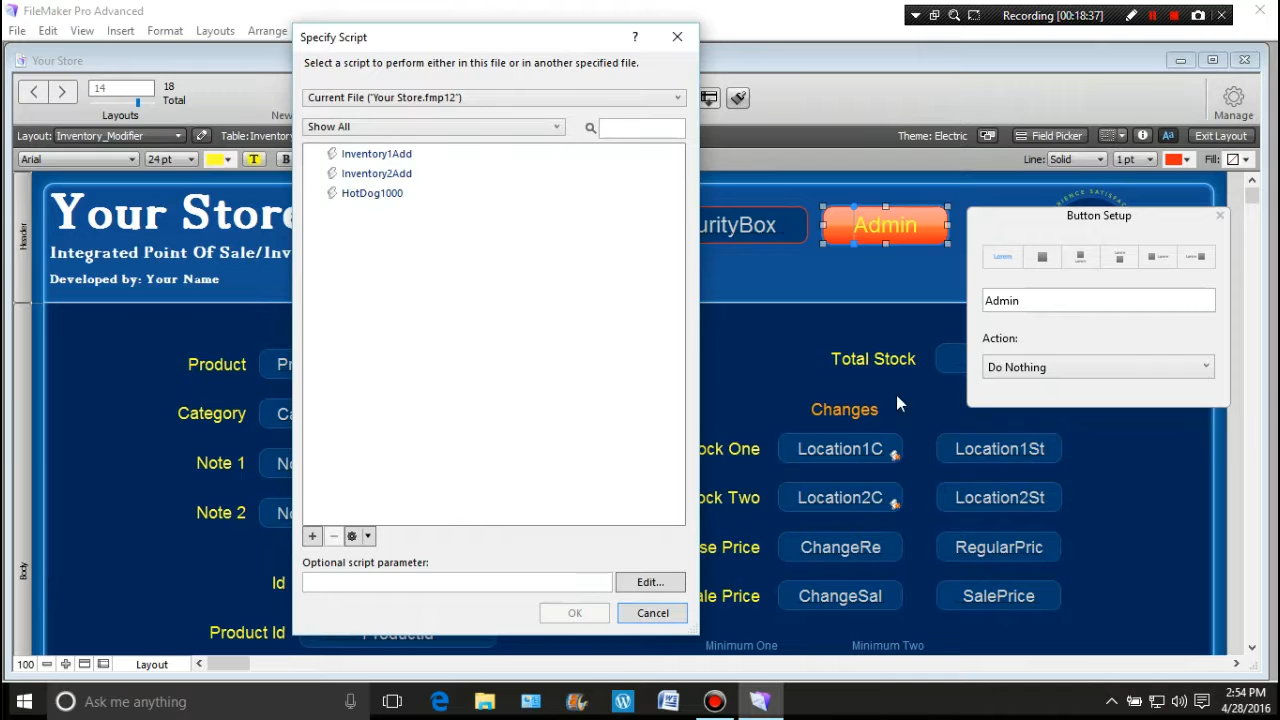 FileMaker Pro Advanced
Recording [00:18:37]
File Edit View Insert Format Layouts Arrange
Your Store
14
18
Total
Layouts
New
Manage
Layout: Inventory_Modifier
Table: Inventory
Theme: Electric
Field Picker
Aa
Exit Layout
Arial
24 pt
T
B
Line: Solid
1 pt
Fill:
Specify Script
?
Select a script to perform either in this file or in another specified file.
Current File ("Your Store.fmp12")
Show All
Inventory1Add
Inventory2Add
HotDog1000
Optional script parameter:
Edit...
OK
Cancel
Header
Your Store
Integrated Point Of Sale/Inv
Developed by: Your Name
urityBox
Admin
Button Setup
Lorem
Admin
Action:
Do Nothing
Body
Product
Category
Note 1
Note 2
Id
Product Id
ProductId
Total Stock
Changes
ock One
Location1C
Location1St
ock Two
Location2C
Location2St
se Price
ChangeRe
RegularPric
ale Price
ChangeSal
SalePrice
Minimum One
Minimum Two
100
Layout
Ask me anything
2:54 PM
4/28/2016